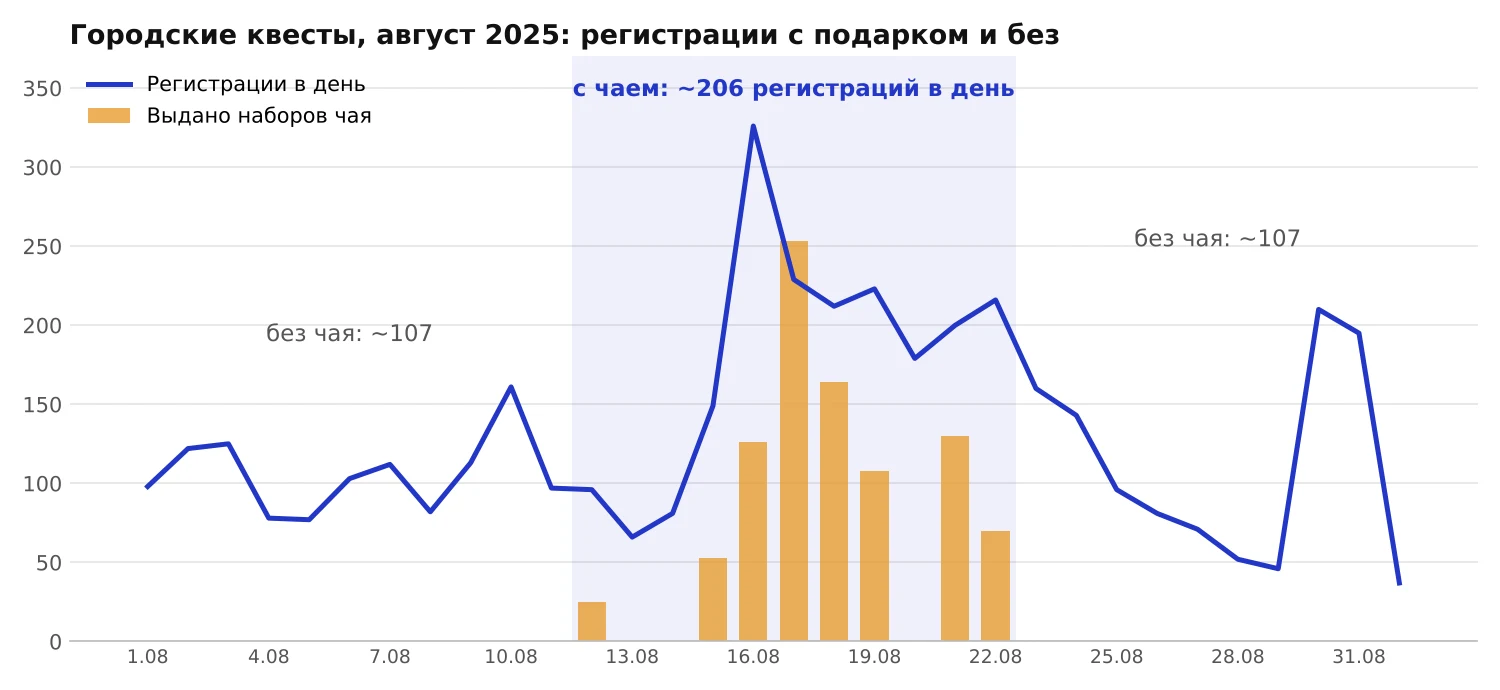 Городские квесты, август 2025: регистрации с подарком и без
Регистрации в день
Выдано наборов чая
с чаем: ~206 регистраций в день
без чая: ~107
без чая: ~107
350
300
250
200
150
100
50
0
1.08 4.08 7.08 10.08 13.08 16.08 19.08 22.08 25.08 28.08 31.08